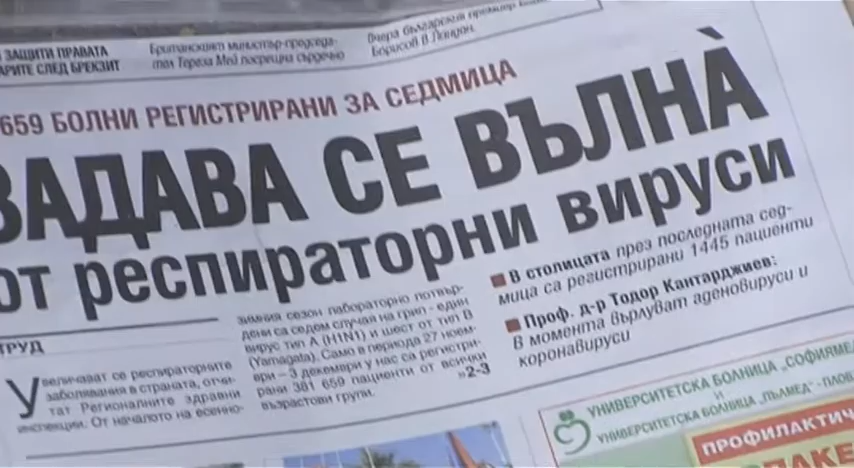 ЗАЩИТИ ПРАВАТА
СЛЕД БРЕКЗИТ
Британският министър-председа-
тел Тереза Мей посрещна сърдечно
вчера българския премиер
Борисов в Лондон.
659 БОЛНИ РЕГИСТРИРАНИ ЗА СЕДМИЦА
ЗАДАВА СЕ ВЪЛНА̀
от респираторни вируси
■ В столицата през последната сед-
мица са регистрирани 1445 пациенти
■ Проф. д-р Тодор Кантарджиев:
В момента върлуват аденовируси и
коронавируси
ТРУД
Увеличават се респираторните
заболявания в страната, отчи-
тат Регионалните здравни
инспекции. От началото на есенно-
зимния сезон лабораторно потвър-
дени са седем случая на грип - един
вирус тип А (H1N1) и шест от тип В
(Yamagata). Само в периода 27 ноем-
ври – 3 декември у нас са регистри-
рани 381 659 пациенти от всички
възрастови групи.
»2-3
УНИВЕРСИТЕТСКА БОЛНИЦА „СОФИЯМЕД
И
УНИВЕРСИТЕТСКА БОЛНИЦА „ПЪЛМЕД" - ПЛОВ
ПРОФИЛАКТИЧ
ПАКЕ